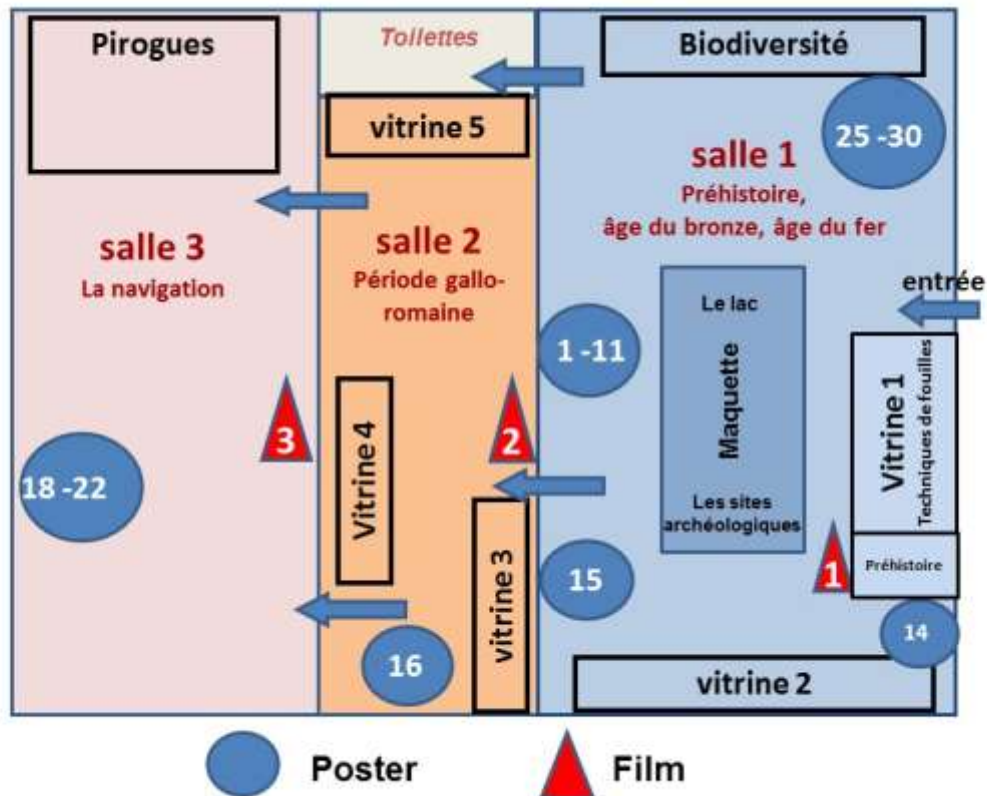 Pirogues
Toilettes
Biodiversité
vitrine 5
25 -30
salle 1
Préhistoire,
âge du bronze, âge du fer
salle 3
La navigation
salle 2
Période gallo-
romaine
entrée
Le lac
Maquette
Les sites
archéologiques
1 -11
Vitrine 1
Techniques de fouilles
Préhistoire
3
2
1
Vitrine 4
18 -22
vitrine 3
15
14
16
vitrine 2
Poster
Film